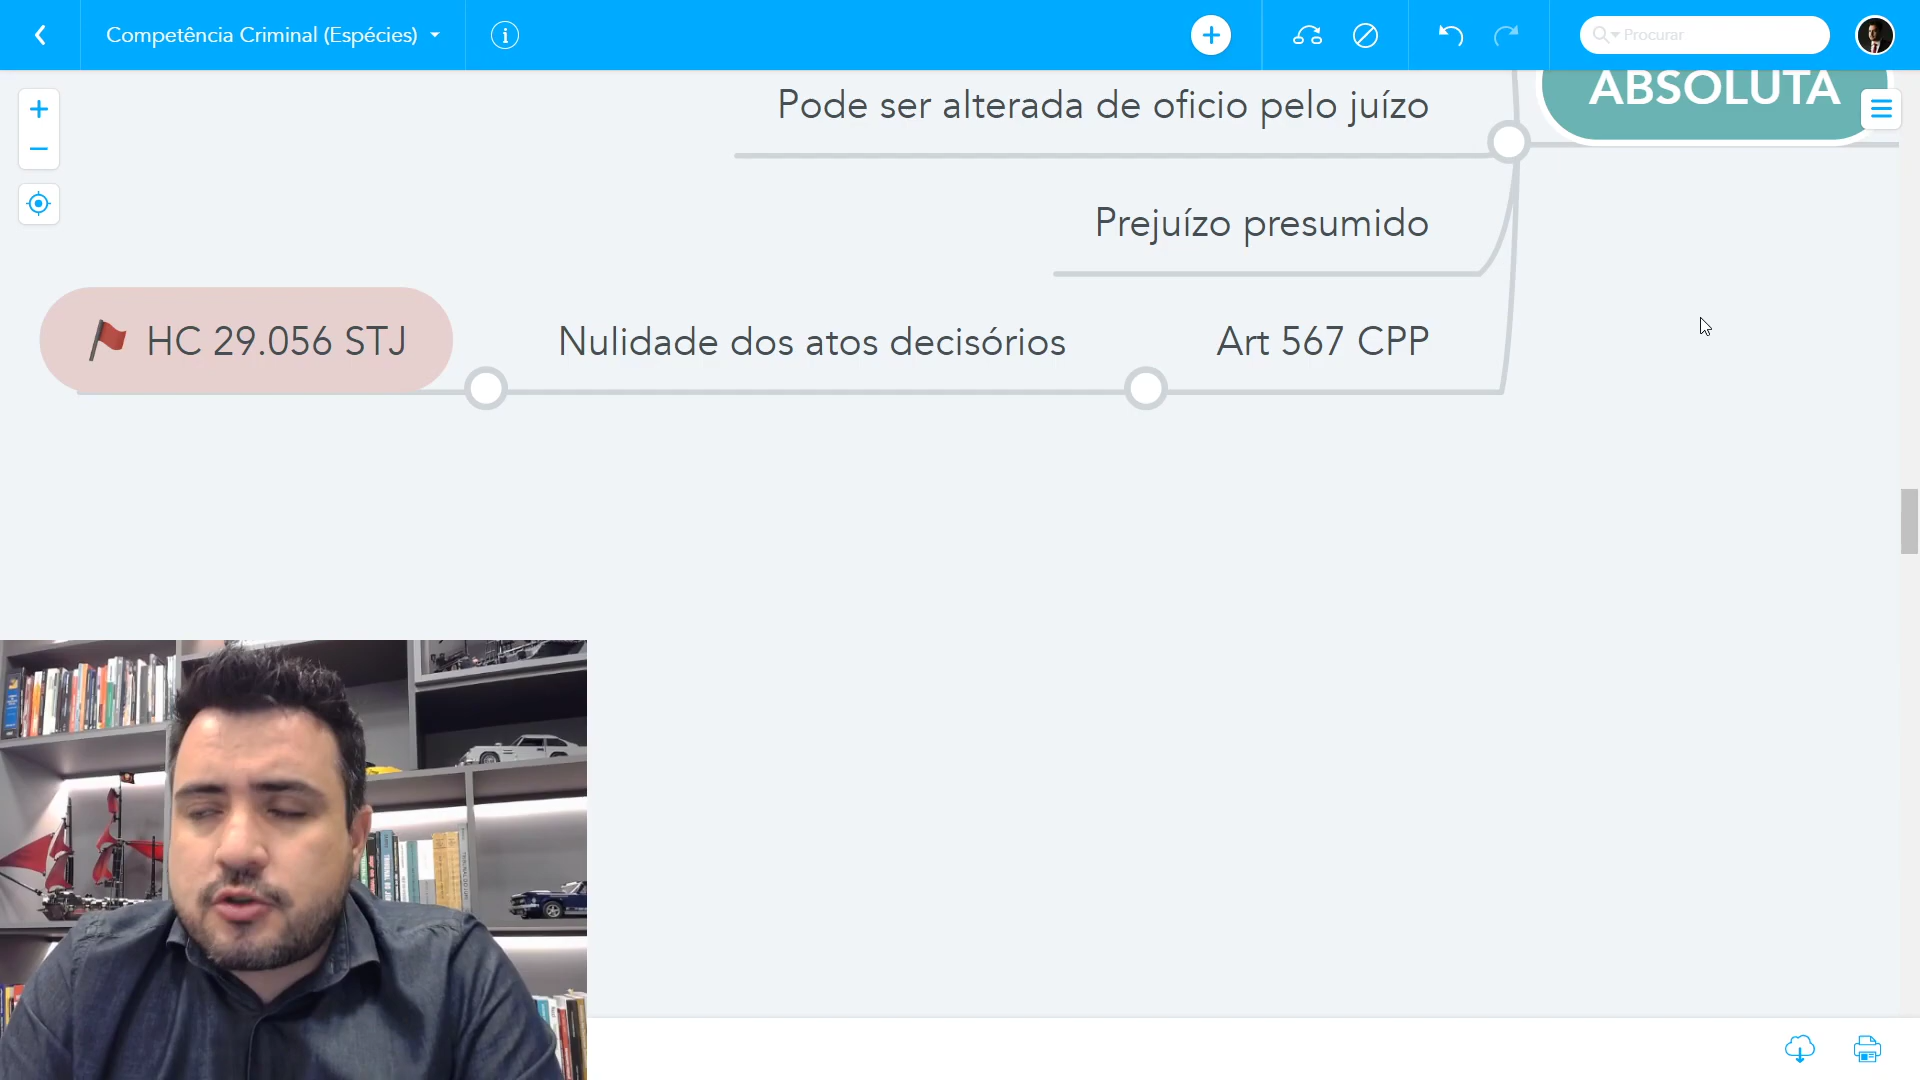 Competência Criminal (Espécies)
Procurar
ABSOLUTA
Pode ser alterada de oficio pelo juízo
Prejuízo presumido
HC 29.056 STJ
Nulidade dos atos decisórios
Art 567 CPP